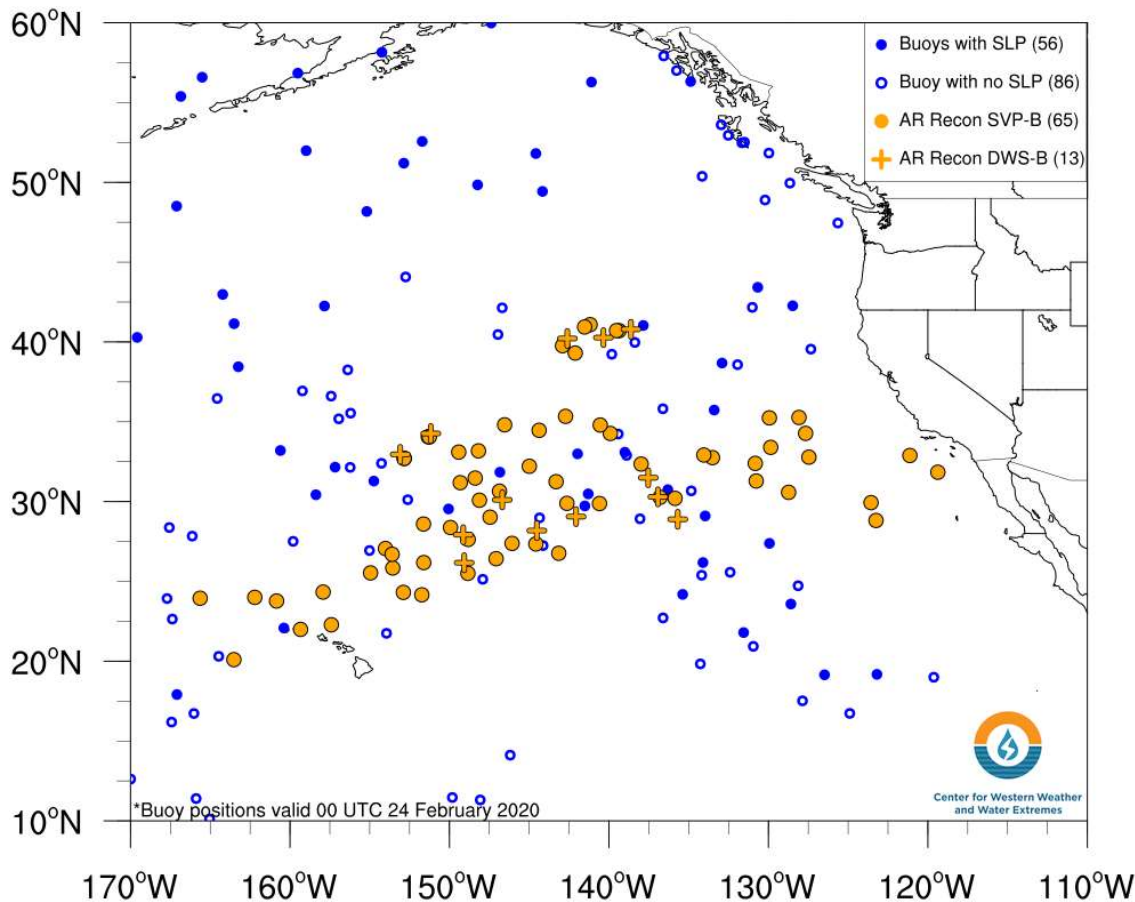 60°N
Buoys with SLP (56)
Buoy with no SLP (86)
AR Recon SVP-B (65)
AR Recon DWS-B (13)
50°N
40°N
30°N
20°N
Center for Western Weather
and Water Extremes
*Buoy positions valid 00 UTC 24 February 2020
10°N
170°W 160°W 150°W 140°W 130°W 120°W 110°W